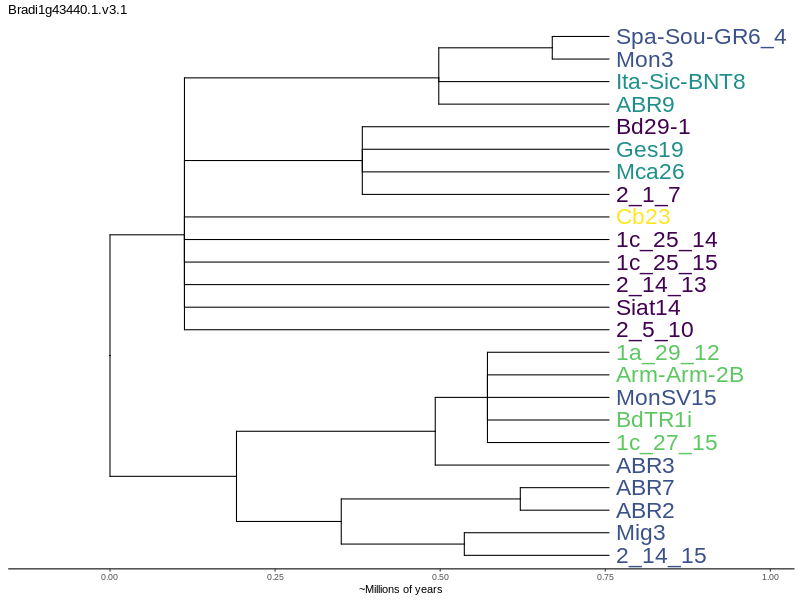 Bradi1g43440.1.v3.1
Spa-Sou-GR6_4
Mon3
Ita-Sic-BNT8
ABR9
Bd29-1
Ges19
Mca26
2_1_7
Cb23
1c_25_14
1c_25_15
2_14_13
Siat14
2_5_10
1a_29_12
Arm-Arm-2B
MonSV15
BdTR1i
1c_27_15
ABR3
ABR7
ABR2
Mig3
2_14_15
0.00 0.25 0.50 0.75 1.00
~Millions of years